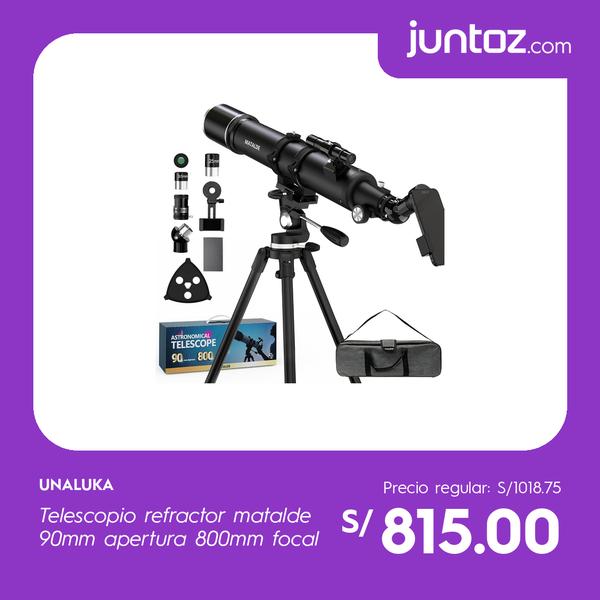 juntoz.com
MATALDE
ASTRONOMICAL
TELESCOPE
90 800
UNALUKA
Telescopio refractor matalde
90mm apertura 800mm focal
Precio regular: S/1018.75
S/815.00